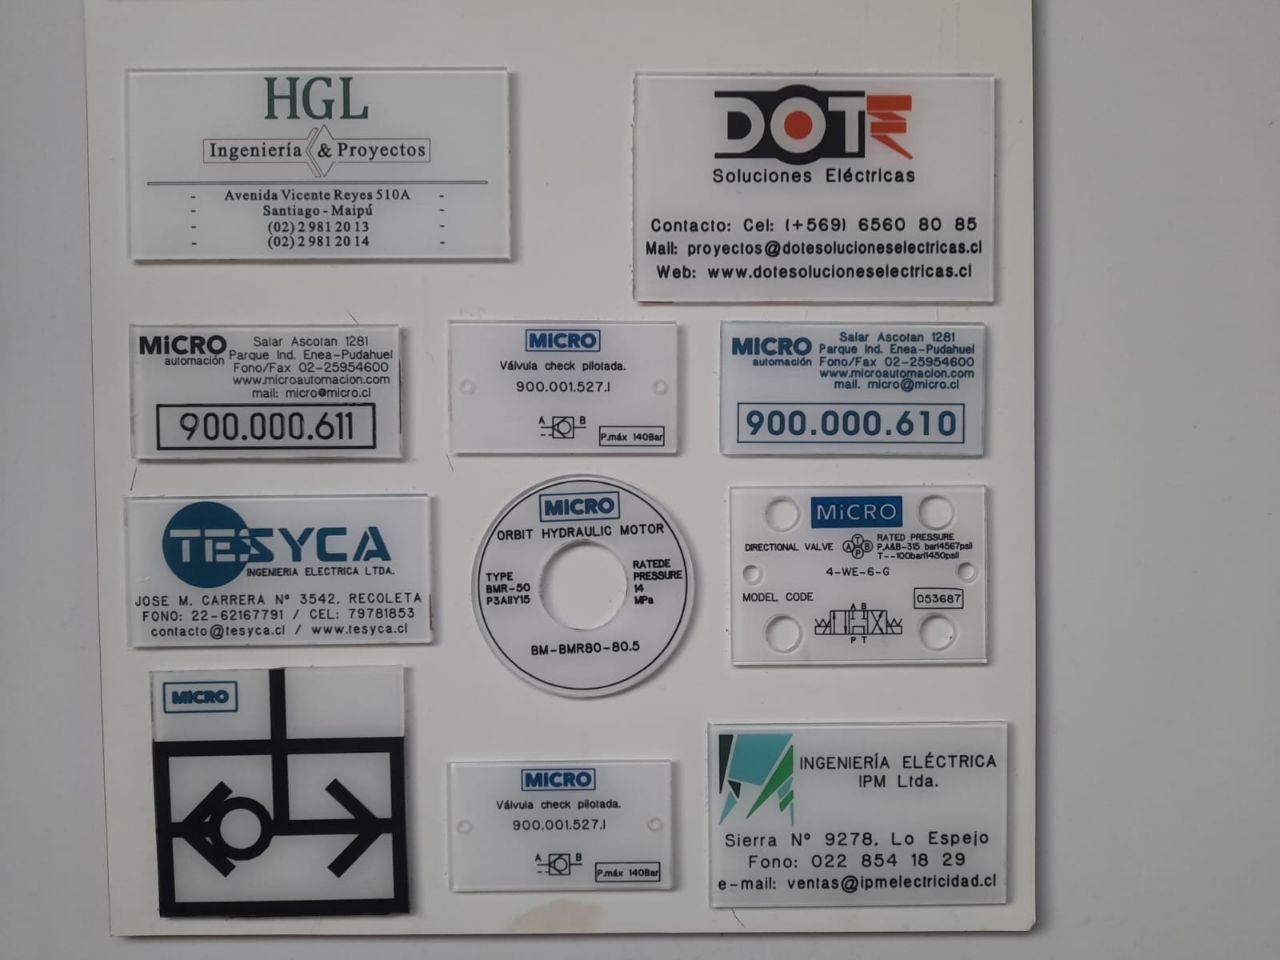 HGL
Ingeniería & Proyectos
- Avenida Vicente Reyes 510A -
- Santiago - Maipú -
- (02) 2 981 20 13 -
- (02) 2 981 20 14 -
DOTE
Soluciones Eléctricas
Contacto: Cel: (+569) 6560 80 85
Mail: proyectos@dotesolucioneselectricas.cl
Web: www.dotesolucioneselectricas.cl
MiCRO
automación
Salar Ascotan 1281
Parque Ind. Enea-Pudahuel
Fono/Fax 02-25954600
www.microautomacion.com
mail: micro@micro.cl
900.000.611
MICRO
Válvula check pilotada.
900.001.527.I
A B
P.máx 140Bar
MICRO
automación
Salar Ascotan 1281
Parque Ind. Enea-Pudahuel
Fono/Fax 02-25954600
www.microautomacion.com
mail. micro@micro.cl
900.000.610
TESYCA
INGENIERIA ELECTRICA LTDA.
JOSE M. CARRERA Nº 3542, RECOLETA
FONO: 22-62167791 / CEL: 79781853
contacto@tesyca.cl / www.tesyca.cl
MICRO
ORBIT HYDRAULIC MOTOR
TYPE
BMR-50
P3A11Y15
RATEDE
PRESSURE
14
MPa
BM-BMR80-80.5
MiCRO
DIRECTIONAL VALVE
A T B P
RATED PRESSURE
P.A&B-315 bar(4567psi)
T--100bar(1450psi)
4-WE-6-G
MODEL CODE
053687
A B
P T
MICRO
MICRO
Válvula check pilotada.
900.001.527.I
A B
P.máx 140Bar
INGENIERÍA ELÉCTRICA
IPM Ltda.
Sierra Nº 9278, Lo Espejo
Fono: 022 854 18 29
e-mail: ventas@ipmelectricidad.cl